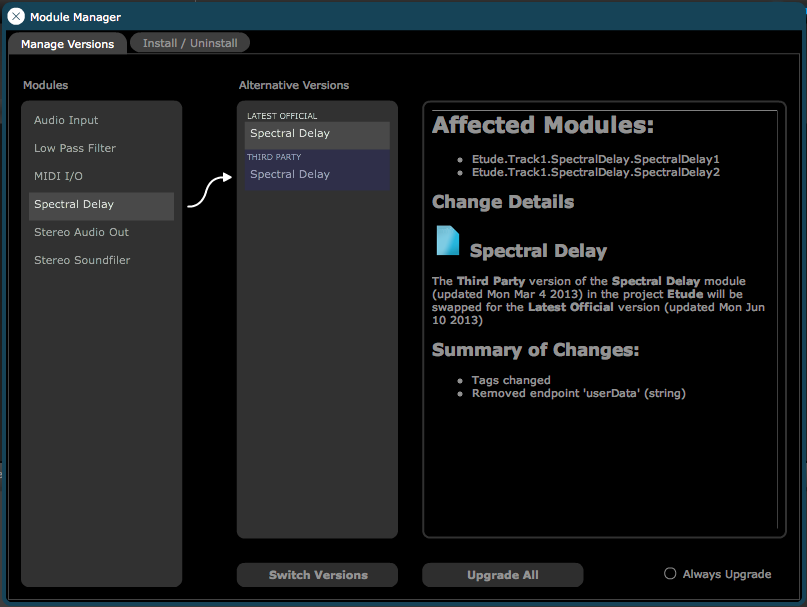 Module Manager
Manage Versions
Install / Uninstall
Modules
Audio Input
Low Pass Filter
MIDI I/O
Spectral Delay
Stereo Audio Out
Stereo Soundfiler
Alternative Versions
LATEST OFFICIAL
Spectral Delay
THIRD PARTY
Spectral Delay
Affected Modules:
Etude.Track1.SpectralDelay.SpectralDelay1
Etude.Track1.SpectralDelay.SpectralDelay2
Change Details
Spectral Delay
The Third Party version of the Spectral Delay module
(updated Mon Mar 4 2013) in the project Etude will be
swapped for the Latest Official version (updated Mon Jun
10 2013)
Summary of Changes:
Tags changed
Removed endpoint 'userData' (string)
Switch Versions
Upgrade All
Always Upgrade